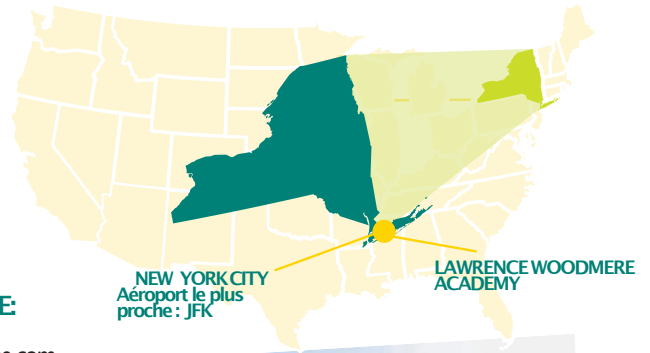 NEW YORK CITY
Aéroport le plus
proche : JFK
LAWRENCE WOODMERE
ACADEMY
E: